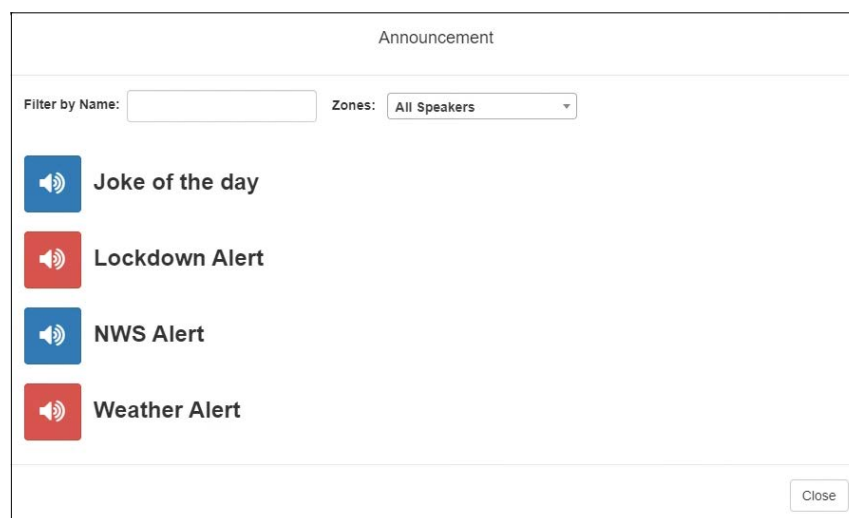 Announcement
Filter by Name: Zones: All Speakers
Joke of the day
Lockdown Alert
NWS Alert
Weather Alert
Close